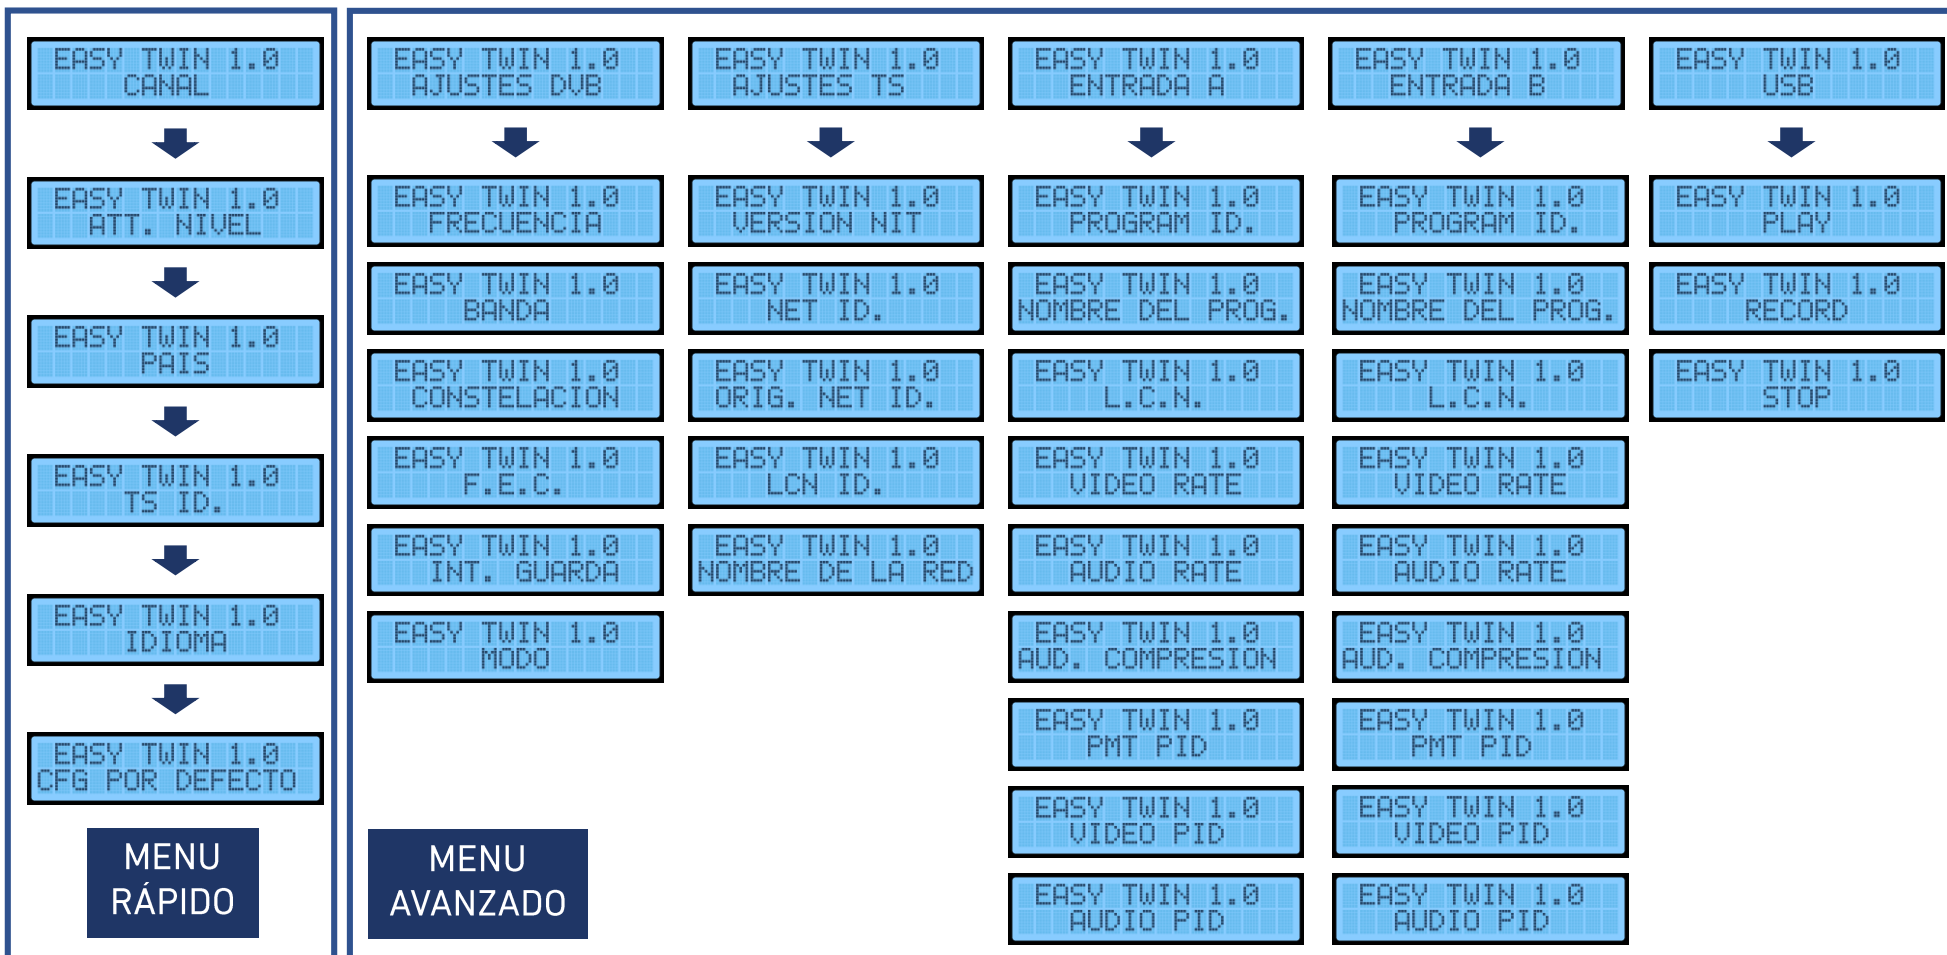 EASY TWIN 1.0
CANAL
EASY TWIN 1.0
ATT. NIVEL
EASY TWIN 1.0
PAIS
EASY TWIN 1.0
TS ID.
EASY TWIN 1.0
IDIOMA
EASY TWIN 1.0
CFG POR DEFECTO
MENU
RÁPIDO
EASY TWIN 1.0
AJUSTES DVB
EASY TWIN 1.0
FRECUENCIA
EASY TWIN 1.0
BANDA
EASY TWIN 1.0
CONSTELACION
EASY TWIN 1.0
F.E.C.
EASY TWIN 1.0
INT. GUARDA
EASY TWIN 1.0
MODO
MENU
AVANZADO
EASY TWIN 1.0
AJUSTES TS
EASY TWIN 1.0
VERSION NIT
EASY TWIN 1.0
NET ID.
EASY TWIN 1.0
ORIG. NET ID.
EASY TWIN 1.0
LCN ID.
EASY TWIN 1.0
NOMBRE DE LA RED
EASY TWIN 1.0
ENTRADA A
EASY TWIN 1.0
PROGRAM ID.
EASY TWIN 1.0
NOMBRE DEL PROG.
EASY TWIN 1.0
L.C.N.
EASY TWIN 1.0
VIDEO RATE
EASY TWIN 1.0
AUDIO RATE
EASY TWIN 1.0
AUD. COMPRESION
EASY TWIN 1.0
PMT PID
EASY TWIN 1.0
VIDEO PID
EASY TWIN 1.0
AUDIO PID
EASY TWIN 1.0
ENTRADA B
EASY TWIN 1.0
PROGRAM ID.
EASY TWIN 1.0
NOMBRE DEL PROG.
EASY TWIN 1.0
L.C.N.
EASY TWIN 1.0
VIDEO RATE
EASY TWIN 1.0
AUDIO RATE
EASY TWIN 1.0
AUD. COMPRESION
EASY TWIN 1.0
PMT PID
EASY TWIN 1.0
VIDEO PID
EASY TWIN 1.0
AUDIO PID
EASY TWIN 1.0
USB
EASY TWIN 1.0
PLAY
EASY TWIN 1.0
RECORD
EASY TWIN 1.0
STOP